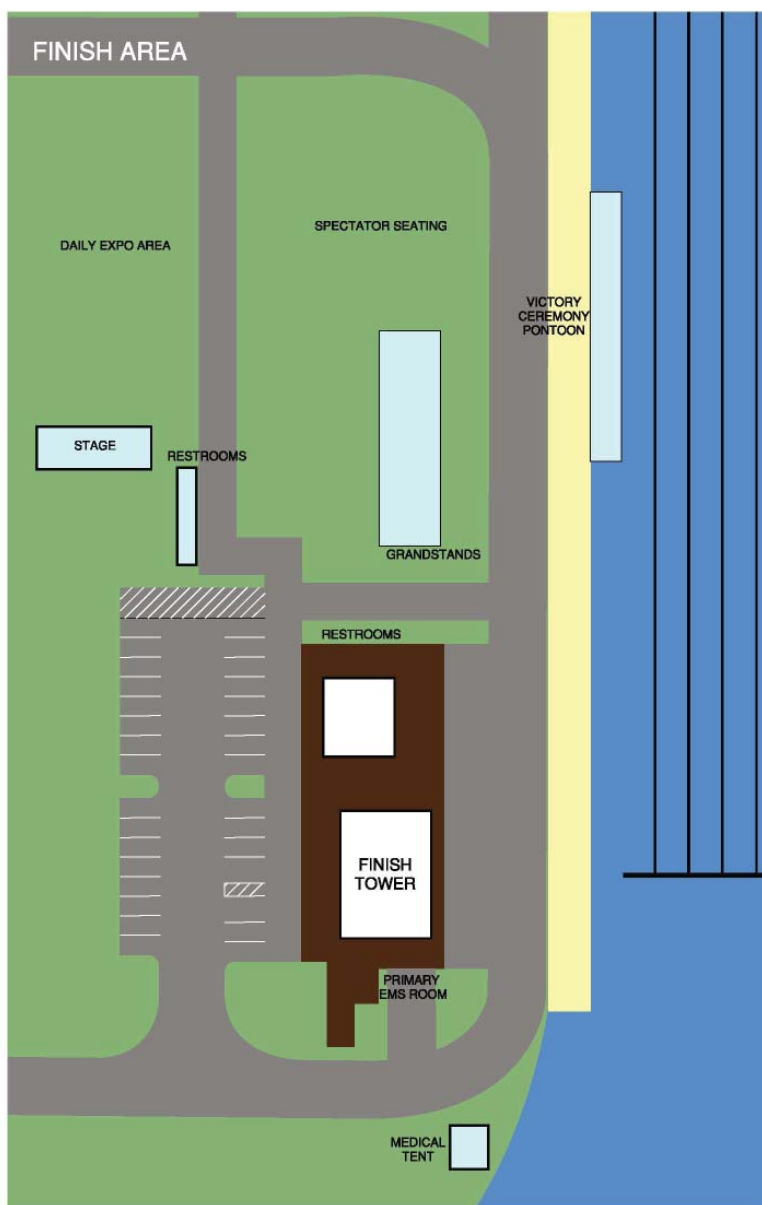 FINISH AREA
SPECTATOR SEATING
DAILY EXPO AREA
VICTORY
CEREMONY
PONTOON
STAGE
RESTROOMS
GRANDSTANDS
RESTROOMS
FINISH
TOWER
PRIMARY
EMS ROOM
MEDICAL
TENT